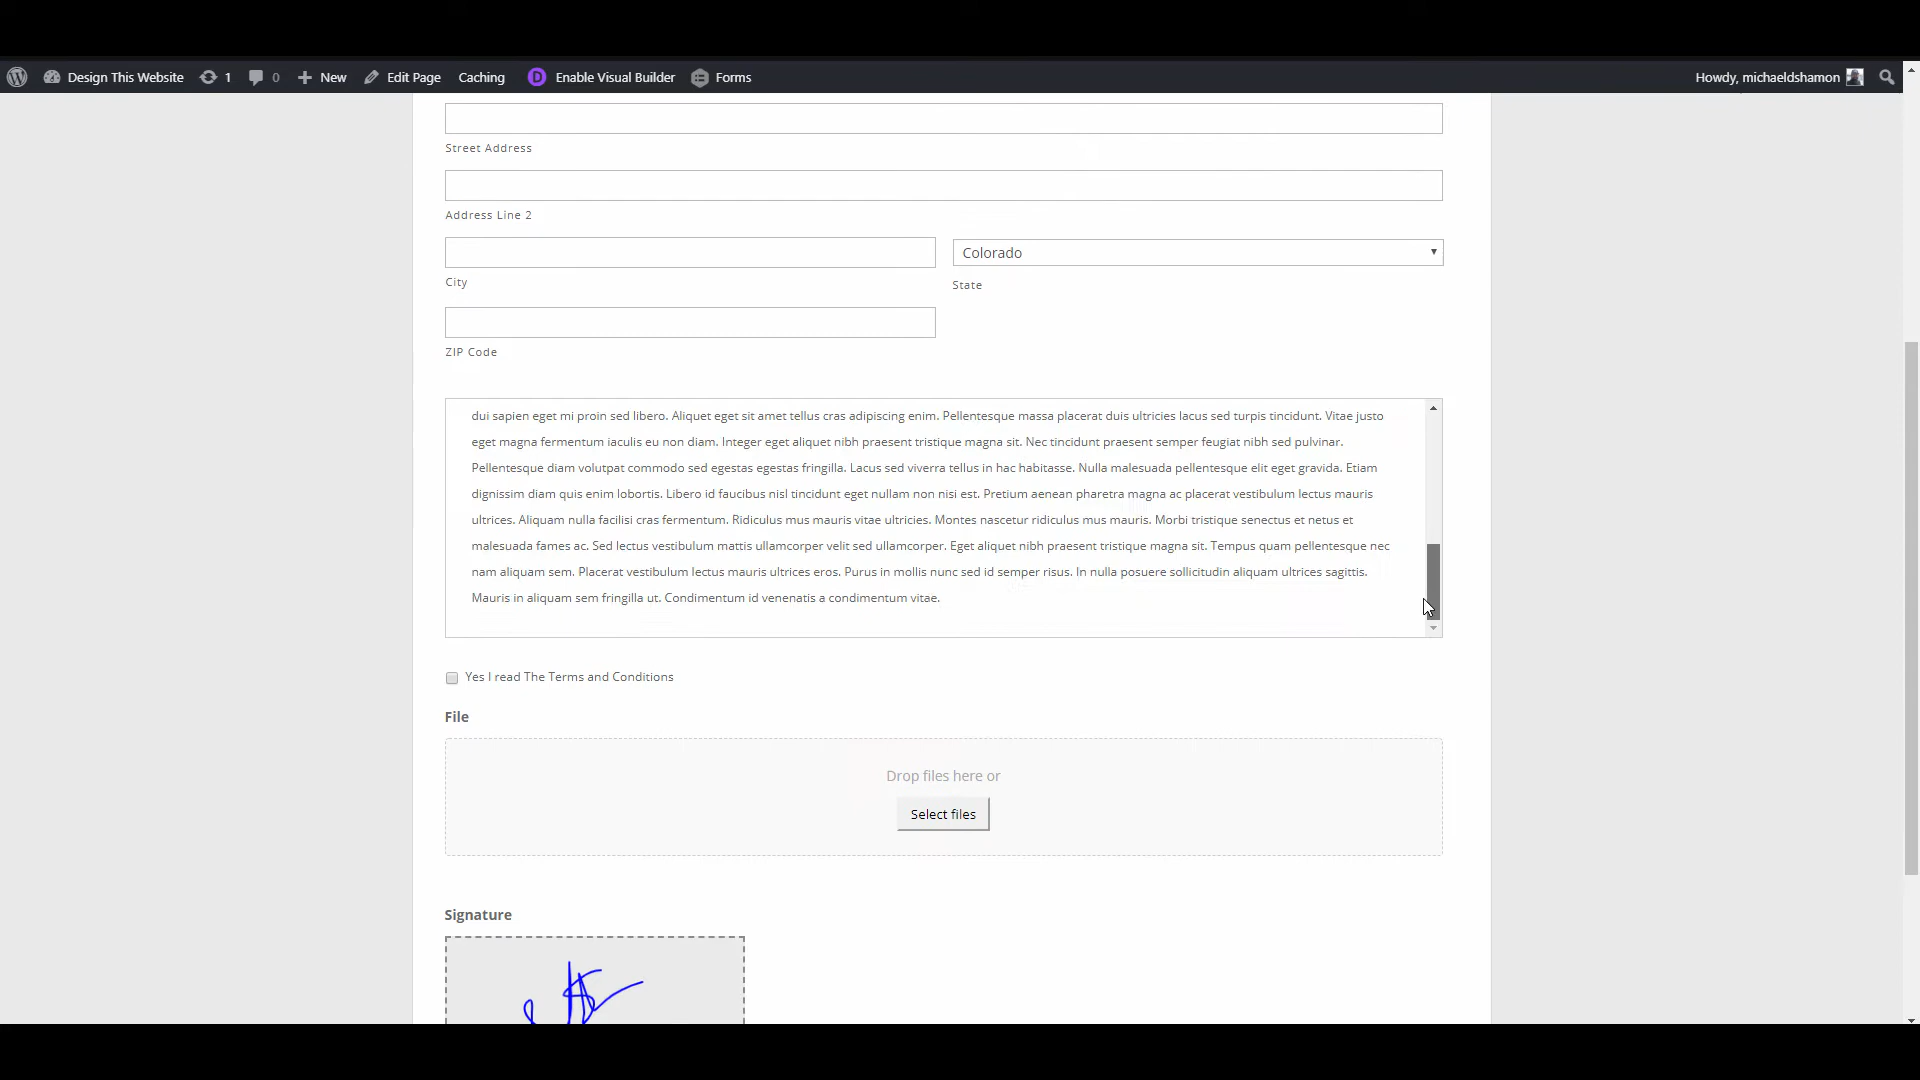 Design This Website 1 0 New Edit Page Caching D Enable Visual Builder Forms Howdy, michaeldshamon
Street Address
Address Line 2
Colorado
City
State
ZIP Code
dui sapien eget mi proin sed libero. Aliquet eget sit amet tellus cras adipiscing enim. Pellentesque massa placerat duis ultricies lacus sed turpis tincidunt. Vitae justo
eget magna fermentum iaculis eu non diam. Integer eget aliquet nibh praesent tristique magna sit. Nec tincidunt praesent semper feugiat nibh sed pulvinar.
Pellentesque diam volutpat commodo sed egestas egestas fringilla. Lacus sed viverra tellus in hac habitasse. Nulla malesuada pellentesque elit eget gravida. Etiam
dignissim diam quis enim lobortis. Libero id faucibus nisl tincidunt eget nullam non nisi est. Pretium aenean pharetra magna ac placerat vestibulum lectus mauris
ultrices. Aliquam nulla facilisi cras fermentum. Ridiculus mus mauris vitae ultricies. Montes nascetur ridiculus mus mauris. Morbi tristique senectus et netus et
malesuada fames ac. Sed lectus vestibulum mattis ullamcorper velit sed ullamcorper. Eget aliquet nibh praesent tristique magna sit. Tempus quam pellentesque nec
nam aliquam sem. Placerat vestibulum lectus mauris ultrices eros. Purus in mollis nunc sed id semper risus. In nulla posuere sollicitudin aliquam ultrices sagittis.
Mauris in aliquam sem fringilla ut. Condimentum id venenatis a condimentum vitae.
Yes I read The Terms and Conditions
File
Drop files here or
Select files
Signature